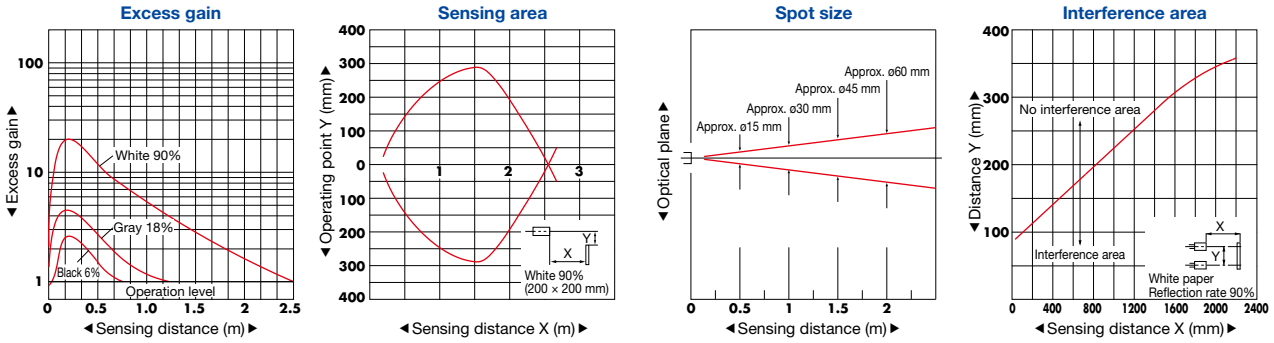 Excess gain
100
10
1
◄Excess gain►
White 90%
Gray 18%
Black 6%
Operation level
0
0.5
1.0
1.5
2
2.5
◄Sensing distance (m)►
Sensing area
400
300
200
100
0
100
200
300
400
◄Operating point Y (mm)►
1
2
3
Y
X
White 90%
(200 × 200 mm)
◄Sensing distance X (m)►
Spot size
◄Optical plane►
Approx. ø60 mm
Approx. ø45 mm
Approx. ø30 mm
Approx. ø15 mm
0
0.5
1
1.5
2
◄Sensing distance (m)►
Interference area
400
300
200
100
◄Distance Y (mm)►
No interference area
Interference area
X
Y
White paper
Reflection rate 90%
0
400
800
1200
1600
2000
2400
◄Sensing distance X (mm)►